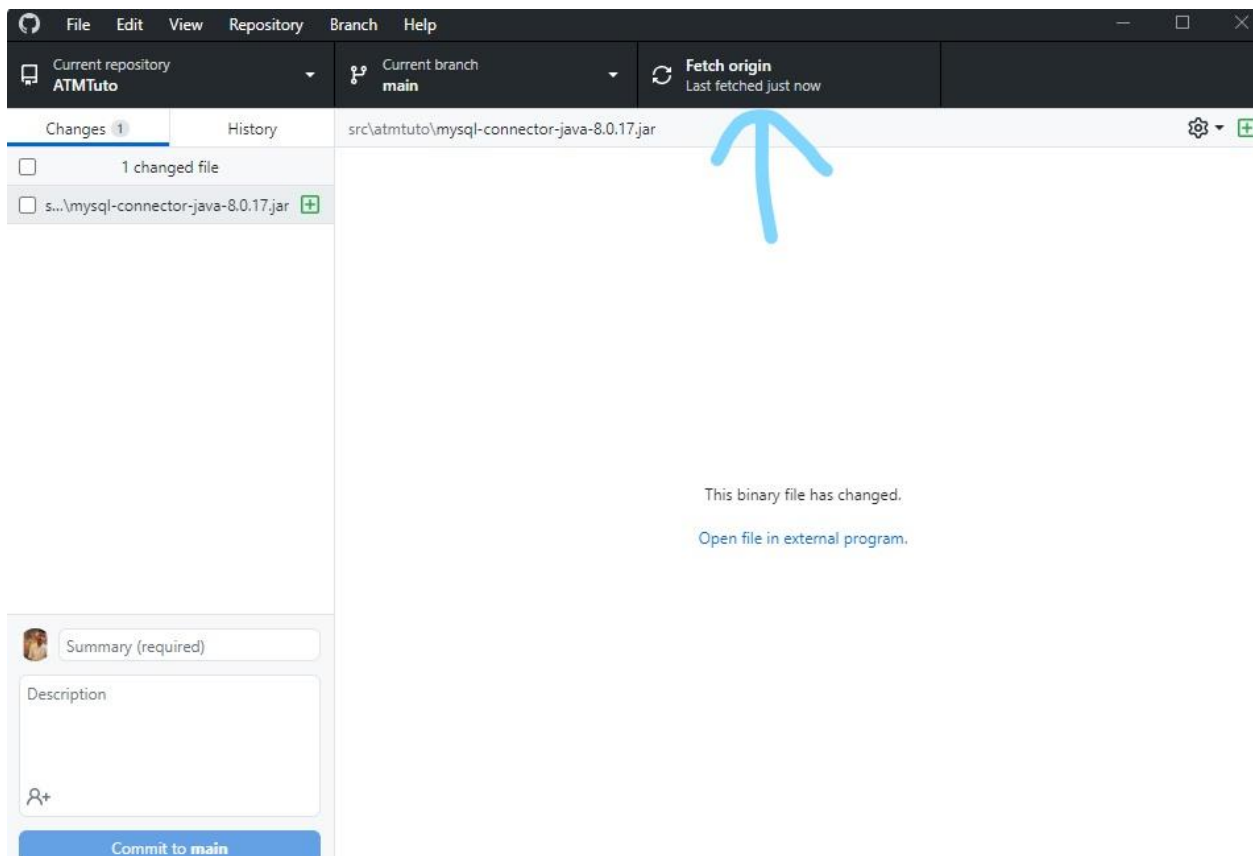 File Edit View Repository Branch Help
Current repository
ATMTuto
Current branch
main
Fetch origin
Last fetched just now
Changes 1
History
src\atmtuto\mysql-connector-java-8.0.17.jar
1 changed file
s...\mysql-connector-java-8.0.17.jar
This binary file has changed.
Open file in external program.
Summary (required)
Description
Commit to main